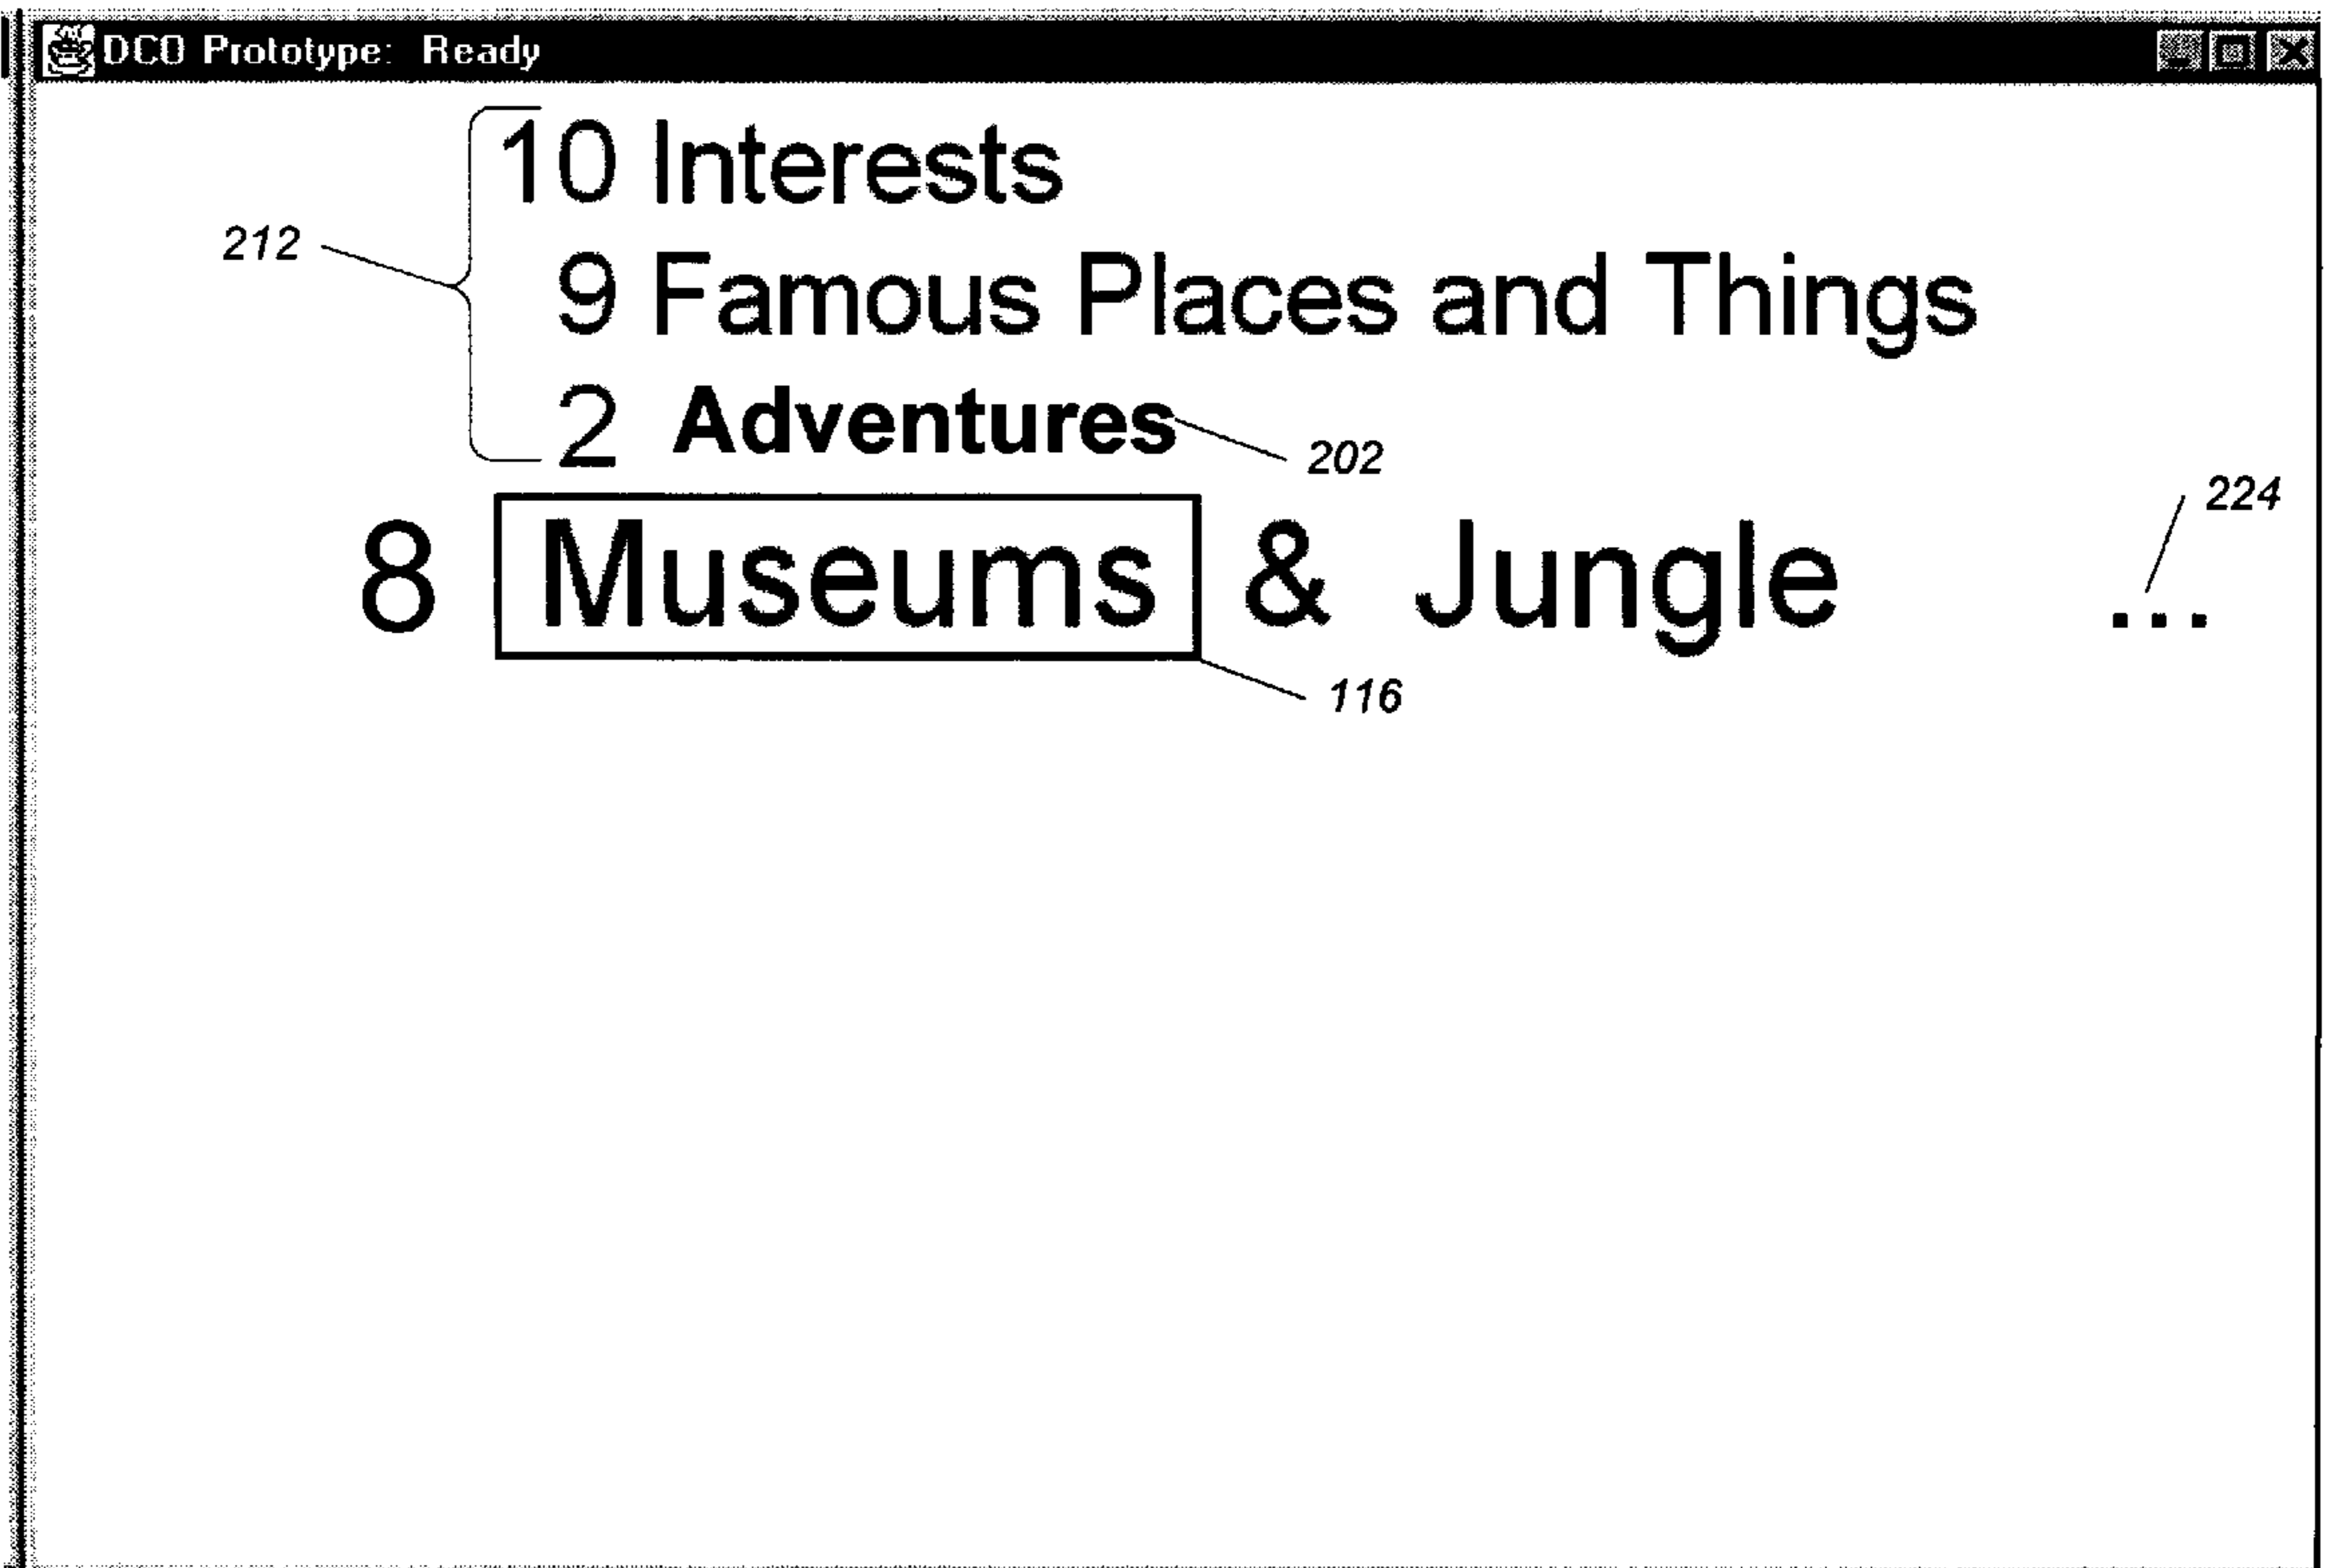 DCO Prototype: Ready
10 Interests
212
9 Famous Places and Things
2 Adventures
202
224
8 Museums & Jungle ...
116